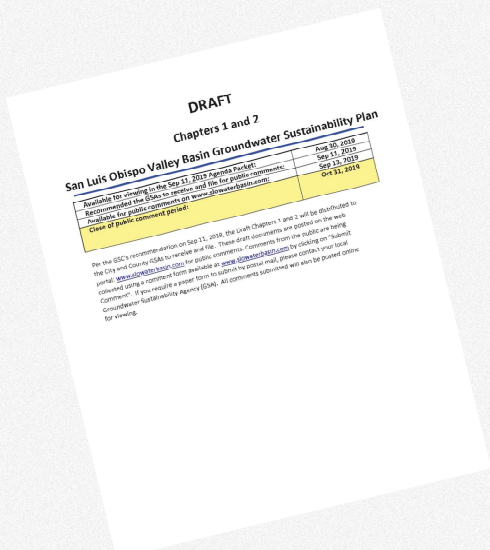 DRAFT
Chapters 1 and 2
San Luis Obispo Valley Basin Groundwater Sustainability Plan
Available for viewing in the Sep 11, 2019 Agenda Packet: Aug 30, 2019
Recommended the GSAs to receive and file for public comments: Sep 11, 2019
Available for public comments on www.slowaterbasin.com: Sep 13, 2019
Close of public comment period: Oct 31, 2019
Per the GSC's recommendation on Sep 11, 2019, the Draft Chapters 1 and 2 will be distributed to
the City and County GSAs to receive and file. These draft documents are posted on the web
portal: www.slowaterbasin.com for public comments. Comments from the public are being
collected using a comment form available at www.slowaterbasin.com by clicking on "Submit
Comment". If you require a paper form to submit by postal mail, please contact your local
Groundwater Sustainability Agency (GSA). All comments submitted will also be posted online
for viewing.